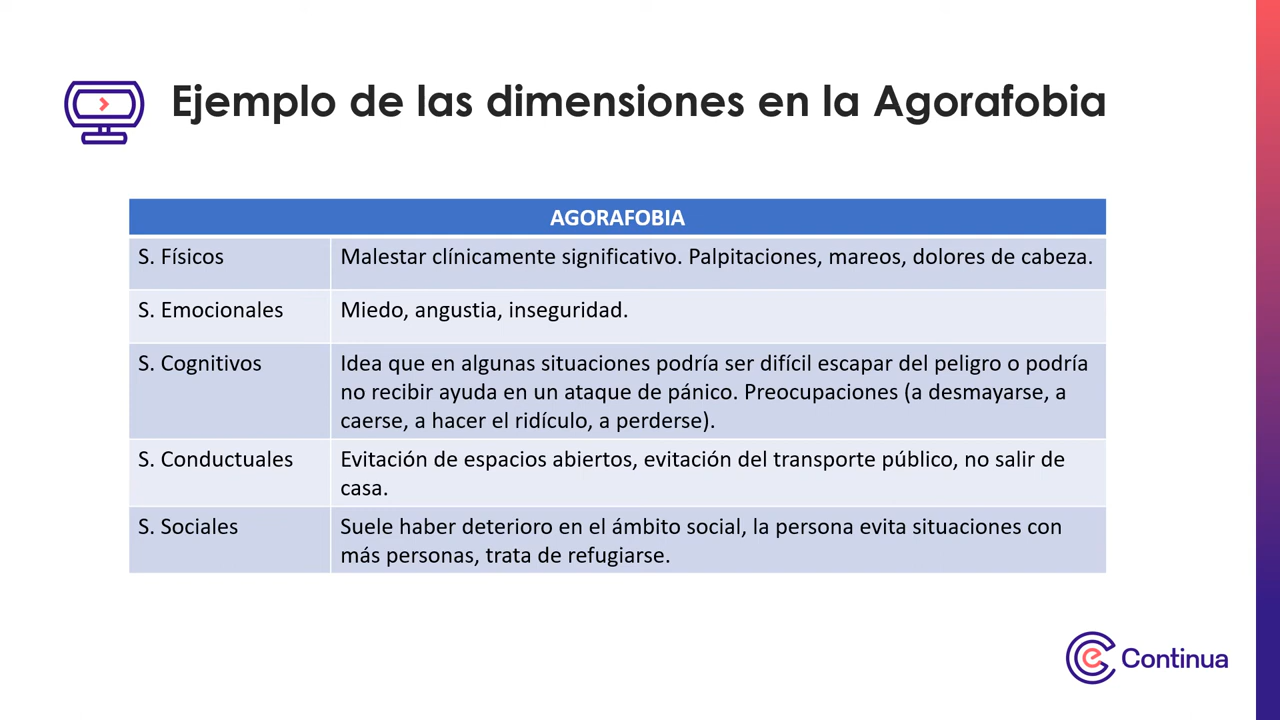 Ejemplo de las dimensiones en la Agorafobia
AGORAFOBIA
S. Físicos
Malestar clínicamente significativo. Palpitaciones, mareos, dolores de cabeza.
S. Emocionales
Miedo, angustia, inseguridad.
S. Cognitivos
Idea que en algunas situaciones podría ser difícil escapar del peligro o podría
no recibir ayuda en un ataque de pánico. Preocupaciones (a desmayarse, a
caerse, a hacer el ridículo, a perderse).
S. Conductuales
Evitación de espacios abiertos, evitación del transporte público, no salir de
casa.
S. Sociales
Suele haber deterioro en el ámbito social, la persona evita situaciones con
más personas, trata de refugiarse.
e Continua